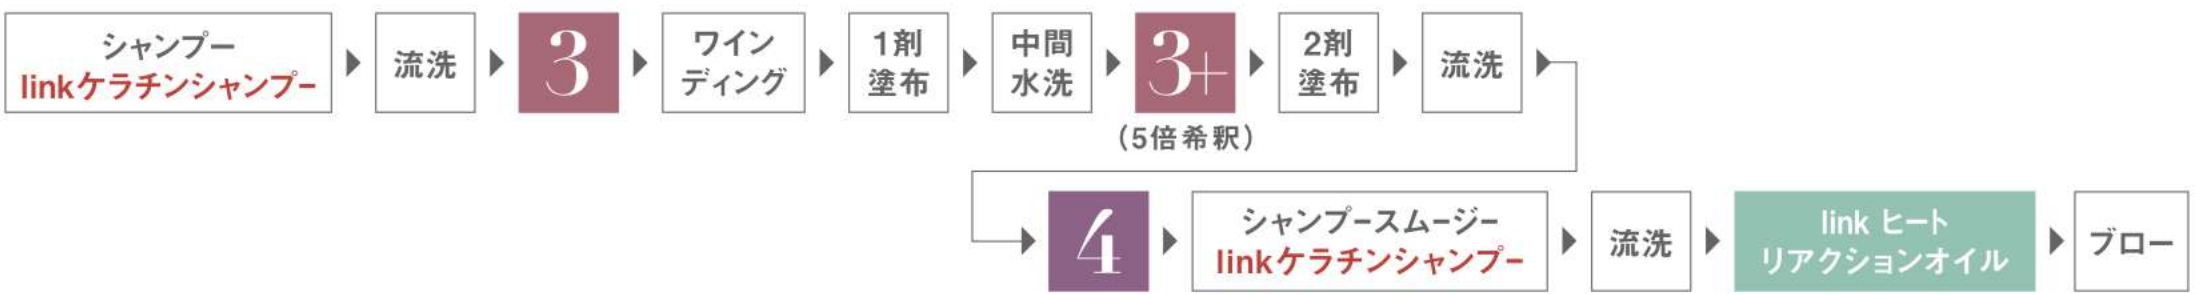 シャンプー
linkケラチンシャンプー
流洗
3
ワイン
ディング
1剤
塗布
中間
水洗
3+
(5倍希釈)
2剤
塗布
流洗
4
シャンプースムージー
linkケラチンシャンプー
流洗
link ヒート
リアクションオイル
ブロー